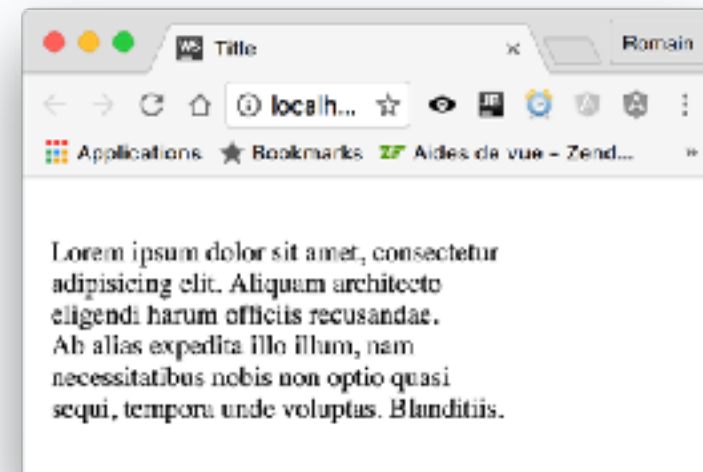 WS Title Romain
localh...
Applications Bookmarks ZF Aides de vue – Zend... »
Lorem ipsum dolor sit amet, consectetur
adipisicing elit. Aliquam architecto
eligendi harum officiis recusandae.
Ab alias expedita illo illum, nam
necessitatibus nobis non optio quasi
sequi, tempora unde voluptas. Blanditiis.